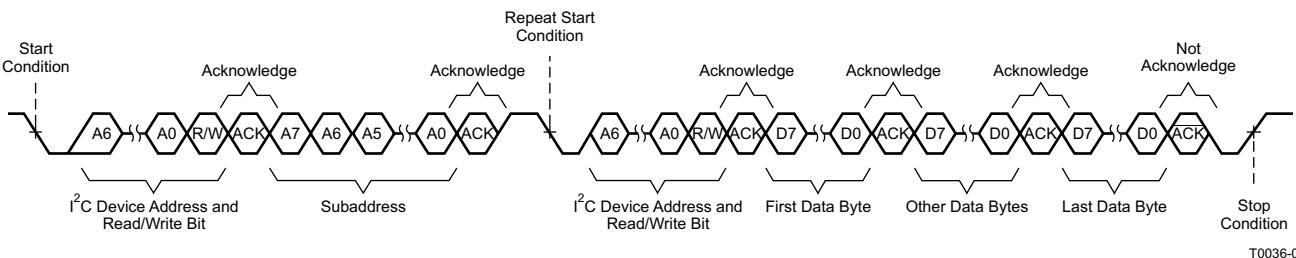 Repeat Start
Condition
Start
Condition
Not
Acknowledge
Acknowledge
Acknowledge
Acknowledge
Acknowledge
Acknowledge
A6 A0 R/W ACK A7 A6 A5 A0 ACK A6 A0 R/W ACK D7 D0 ACK D7 D0 ACK D7 D0 ACK
I2C Device Address and
Read/Write Bit
Subaddress
I2C Device Address and
Read/Write Bit
First Data Byte
Other Data Bytes
Last Data Byte
Stop
Condition